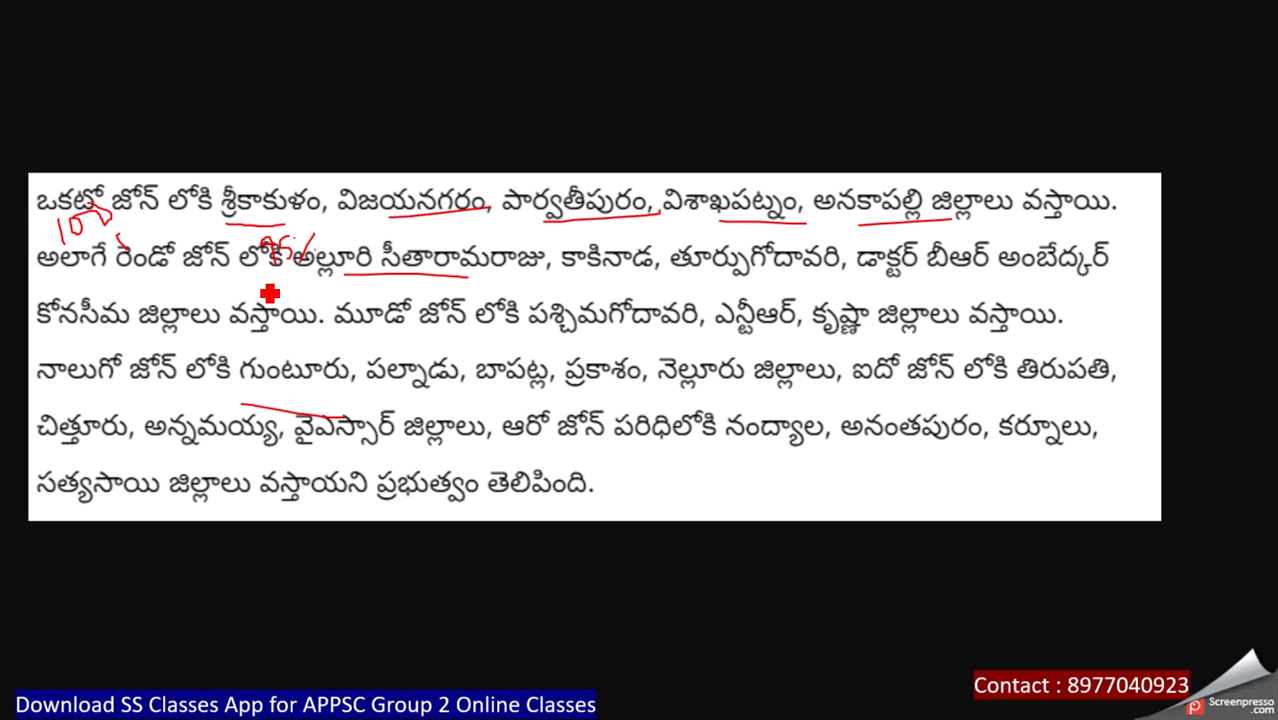 ఒకటో జోన్ లోకి శ్రీకాకుళం, విజయనగరం, పార్వతీపురం, విశాఖపట్నం, అనకాపల్లి జిల్లాలు వస్తాయి.
అలాగే రెండో జోన్ లోకి అల్లూరి సీతారామరాజు, కాకినాడ, తూర్పుగోదావరి, డాక్టర్ బీఆర్ అంబేద్కర్
కోనసీమ జిల్లాలు వస్తాయి. మూడో జోన్ లోకి పశ్చిమగోదావరి, ఎన్టీఆర్, కృష్ణా జిల్లాలు వస్తాయి.
నాలుగో జోన్ లోకి గుంటూరు, పల్నాడు, బాపట్ల, ప్రకాశం, నెల్లూరు జిల్లాలు, ఐదో జోన్ లోకి తిరుపతి,
చిత్తూరు, అన్నమయ్య, వైఎస్సార్ జిల్లాలు, ఆరో జోన్ పరిధిలోకి నంద్యాల, అనంతపురం, కర్నూలు,
సత్యసాయి జిల్లాలు వస్తాయని ప్రభుత్వం తెలిపింది.
Contact : 8977040923
Download SS Classes App for APPSC Group 2 Online Classes
Screenpresso
.com